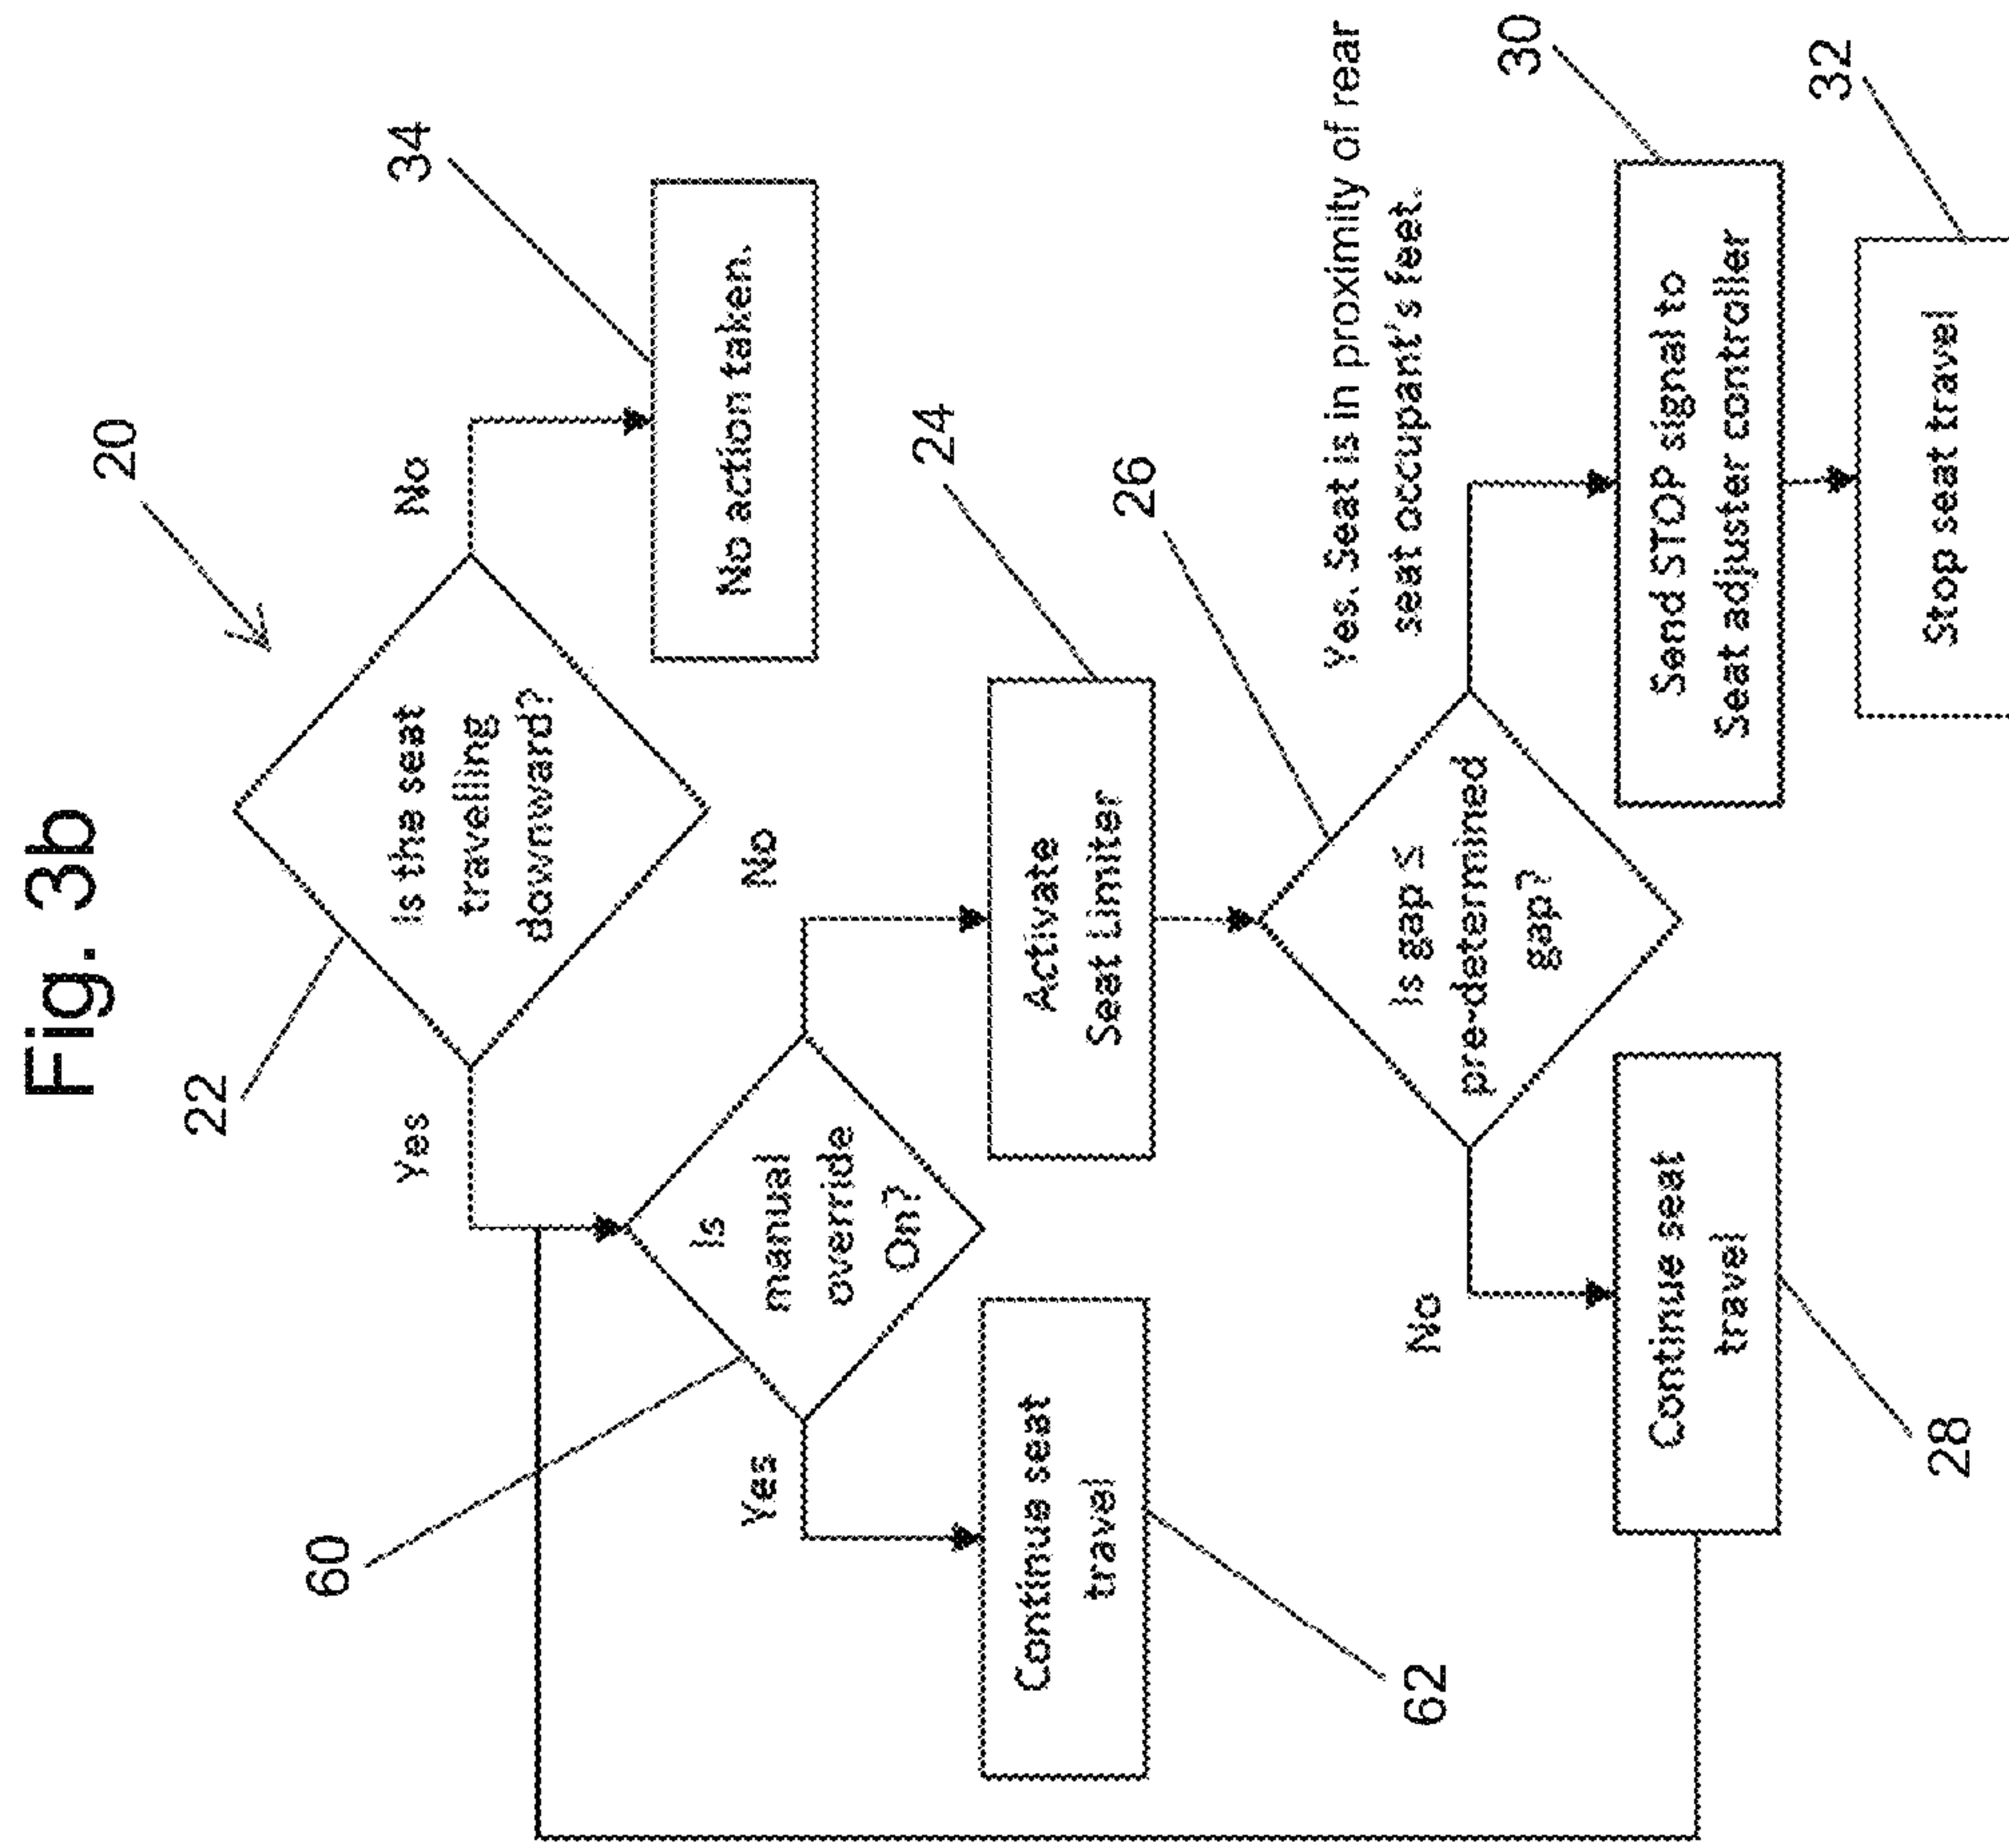 Fig. 3b
20
22
Is the seat
travelling
downward?
Yes
No
34
No action taken.
60
Is
manual
override
On?
Yes
No
24
Continue seat
travel
62
Activate
Seat Limiter
26
Is gap ≤
pre-determined
gap?
No
Yes. Seat is in proximity of rear
seat occupant's feet.
30
Continue seat
travel
28
Send STOP signal to
Seat adjuster controller
32
Stop seat travel